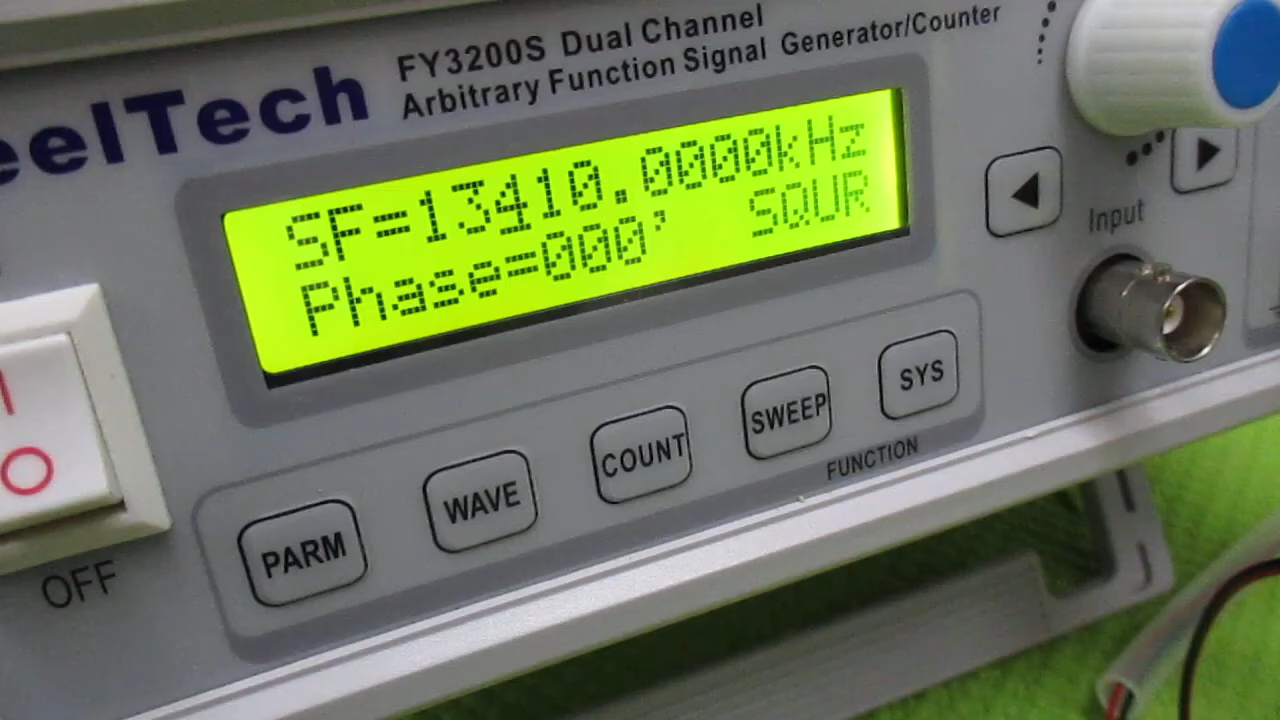 FY3200S Dual Channel
Arbitrary Function Signal Generator/Counter
eelTech
SF=13410.0000kHz
Phase=000' SQUR
Input
PARM
WAVE
COUNT
SWEEP
SYS
FUNCTION
OFF